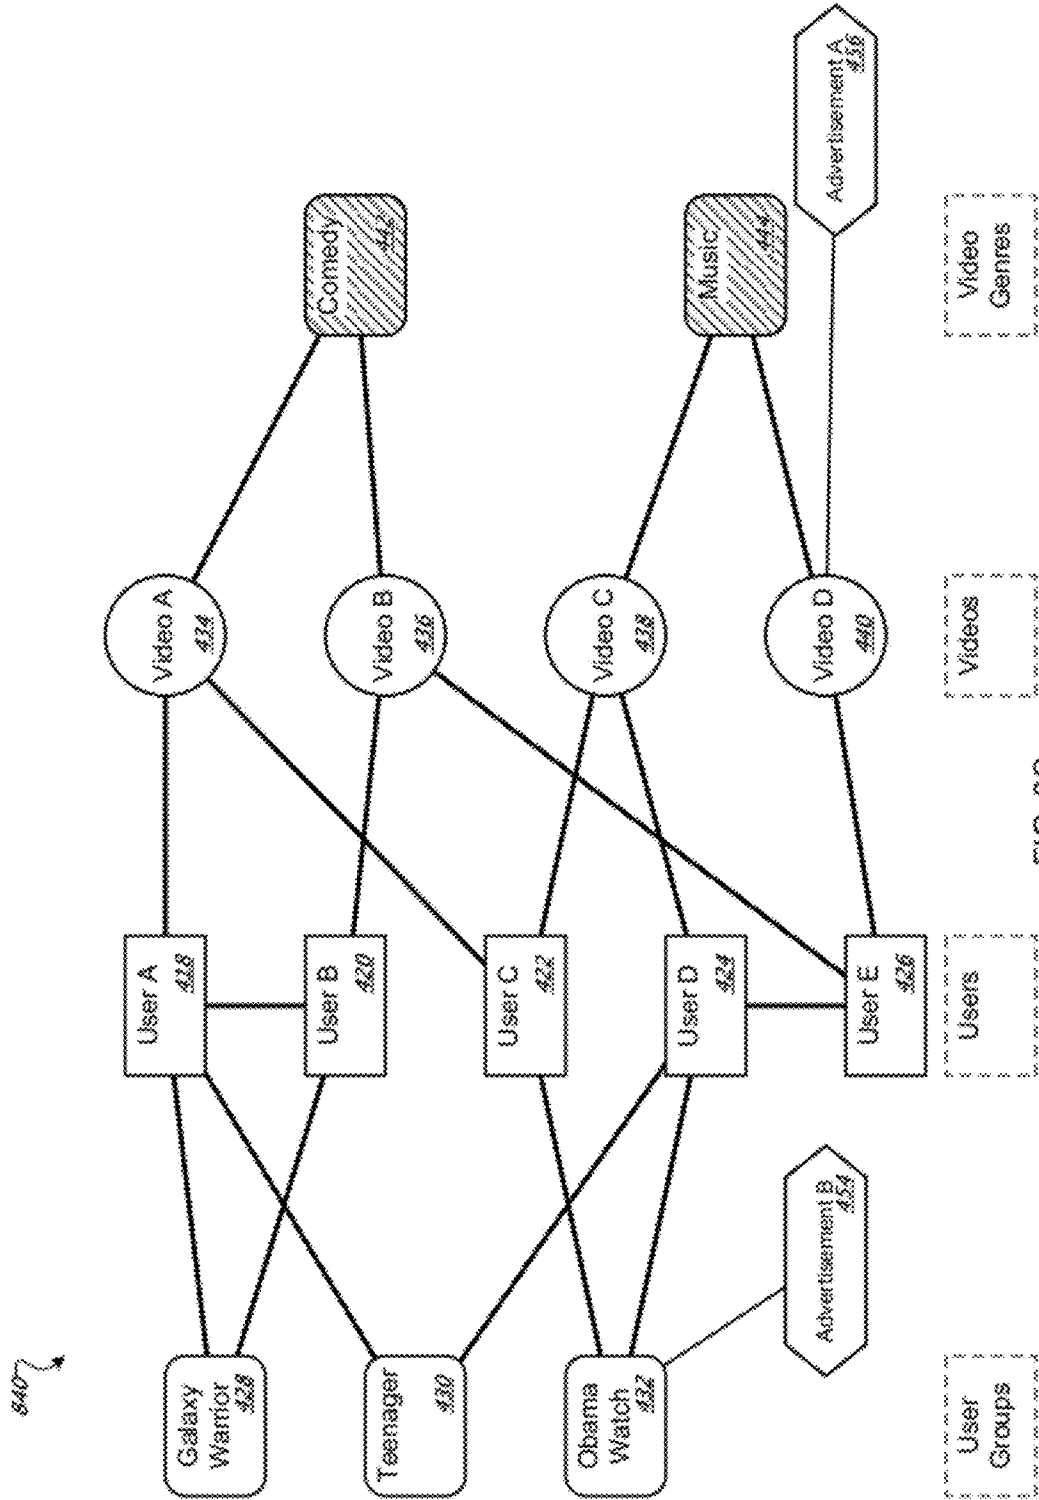 840
Galaxy
Warrior
428
Teenager
430
Obama
Watch
432
Advertisement B
454
User A
418
User B
420
User C
422
User D
424
User E
426
Video A
434
Video B
436
Video C
438
Video D
440
Comedy
442
Music
444
Advertisement A
456
User
Groups
Users
Videos
Video
Genres